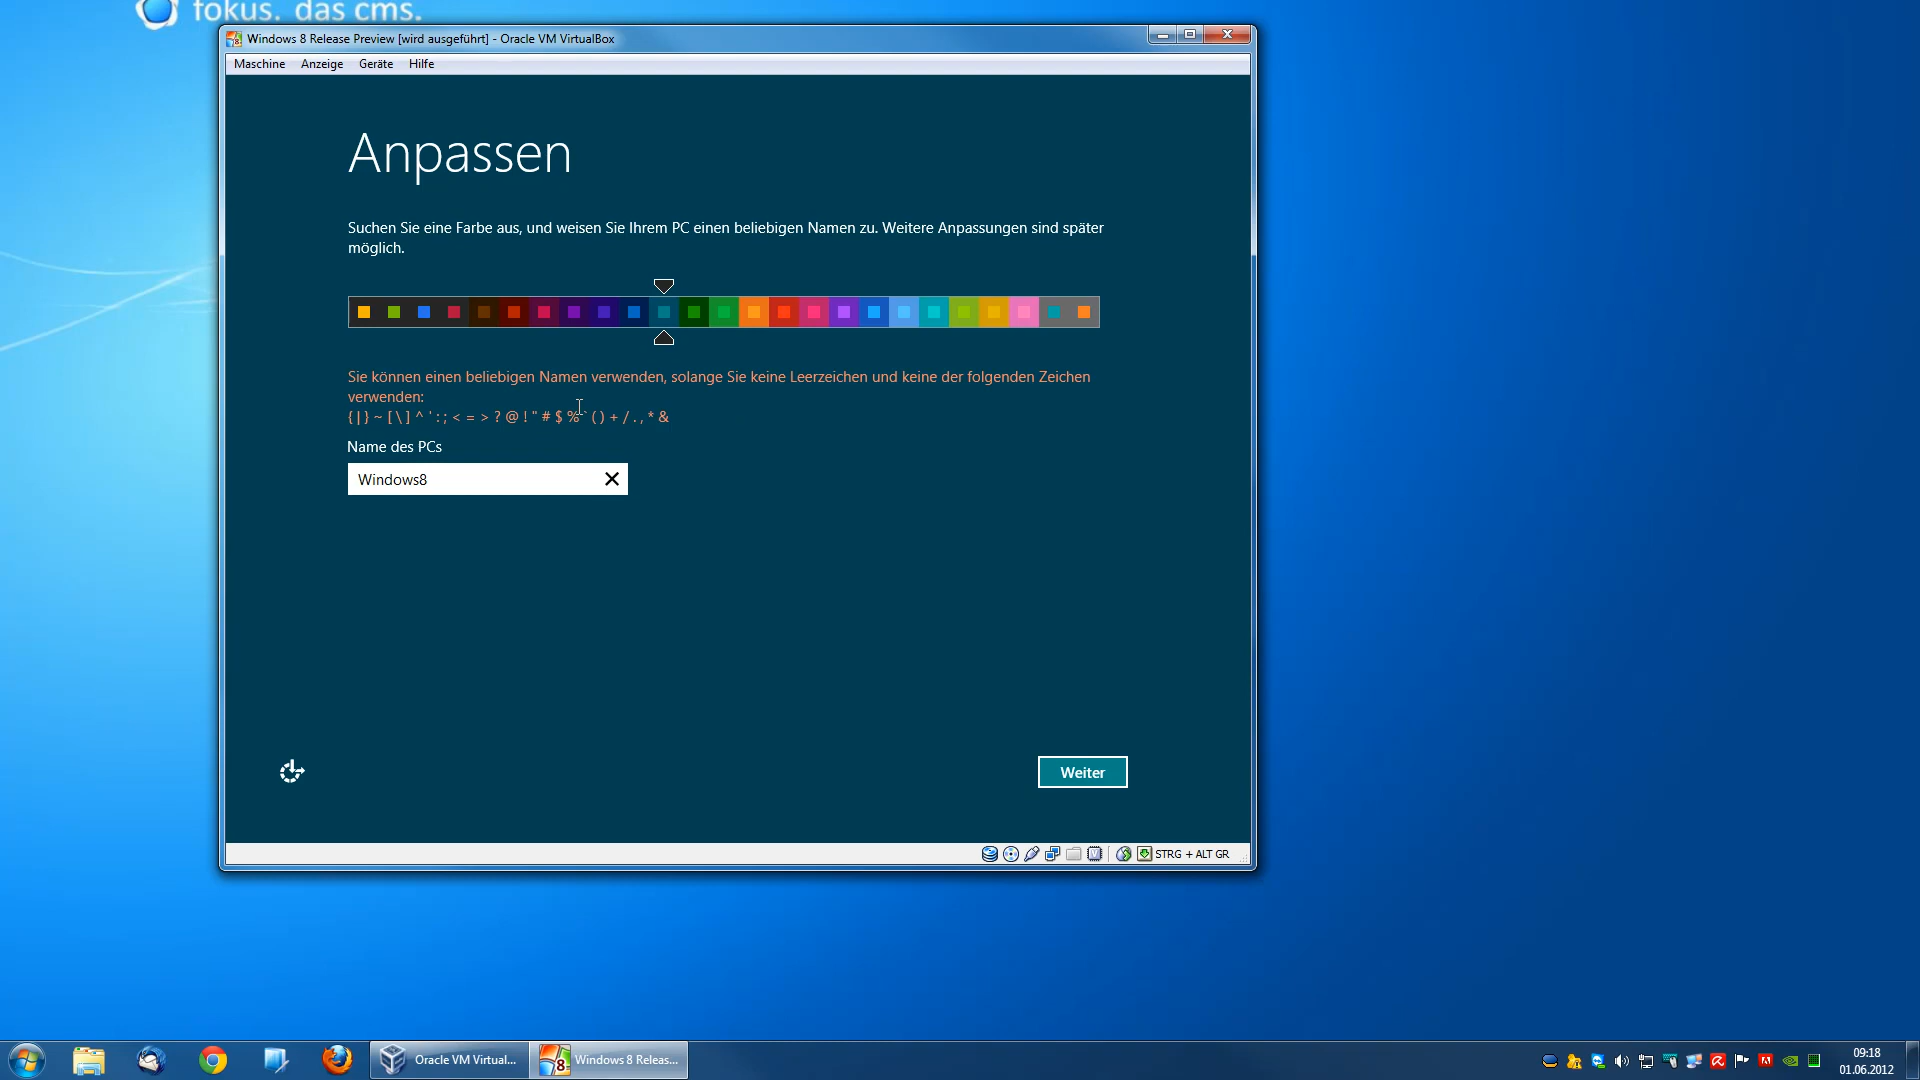 fokus. das cms.
Windows 8 Release Preview [wird ausgeführt] - Oracle VM VirtualBox
Maschine Anzeige Geräte Hilfe
Anpassen
Suchen Sie eine Farbe aus, und weisen Sie Ihrem PC einen beliebigen Namen zu. Weitere Anpassungen sind später
möglich.
Sie können einen beliebigen Namen verwenden, solange Sie keine Leerzeichen und keine der folgenden Zeichen
verwenden:
{ | } ~ [ \ ] ^ ' : ; < = > ? @ ! " # $ % ` ( ) + / . , * &
Name des PCs
Windows8
Weiter
STRG + ALT GR
Oracle VM Virtual...
Windows 8 Releas...
09:18
01.06.2012